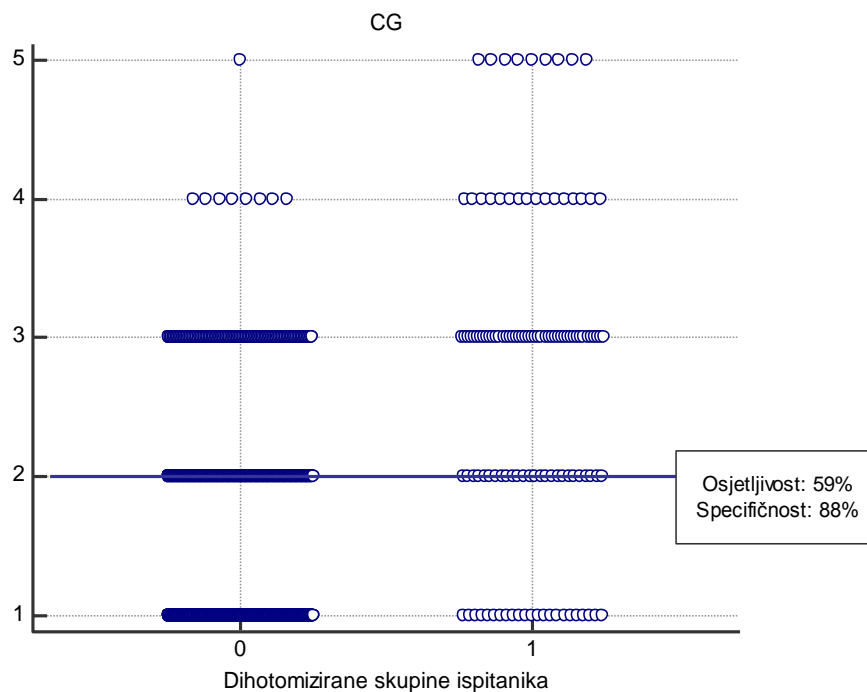 CG
5
4
3
2
1
Osjetljivost: 59%
Specifičnost: 88%
0 1
Dihotomizirane skupine ispitanika